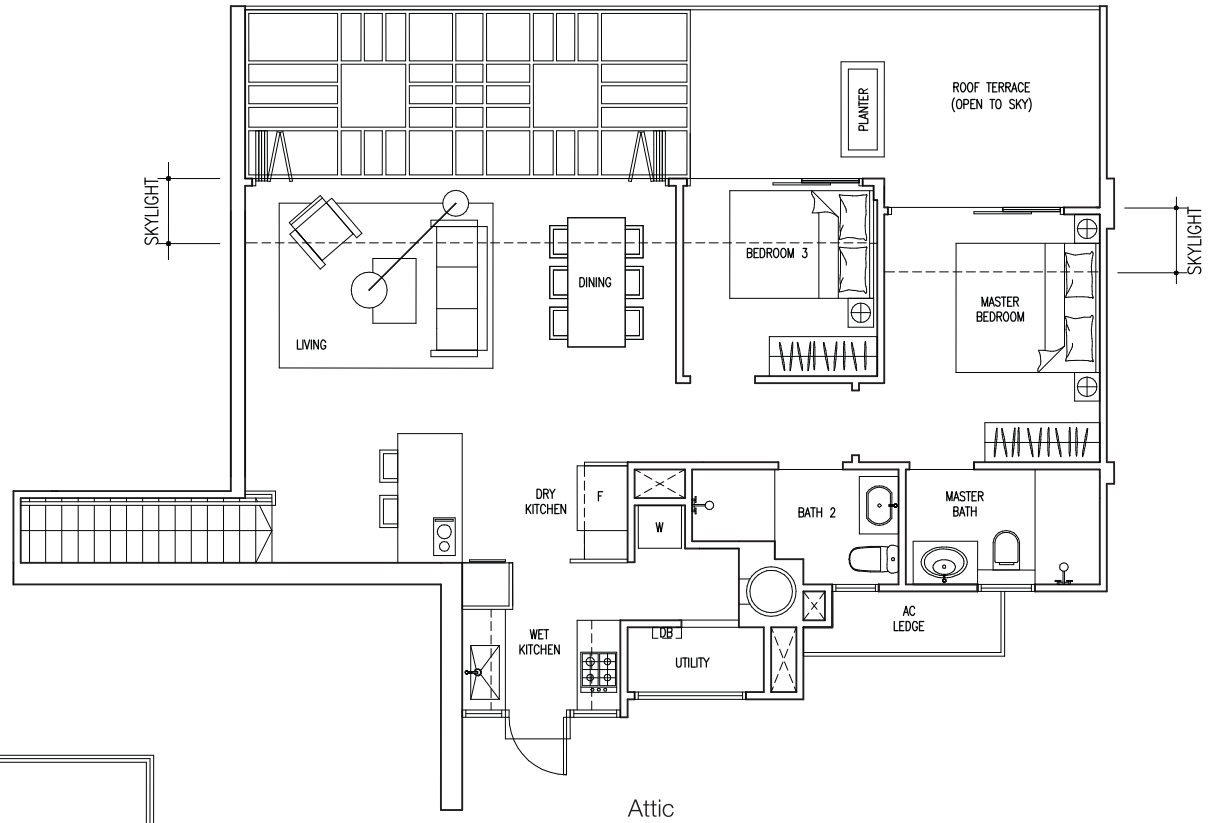 ROOF TERRACE
(OPEN TO SKY)
PLANTER
SKYLIGHT
SKYLIGHT
BEDROOM 3
DINING
MASTER
BEDROOM
LIVING
DRY
KITCHEN
F
W
BATH 2
MASTER
BATH
AC
LEDGE
WET
KITCHEN
DB
UTILITY
Attic